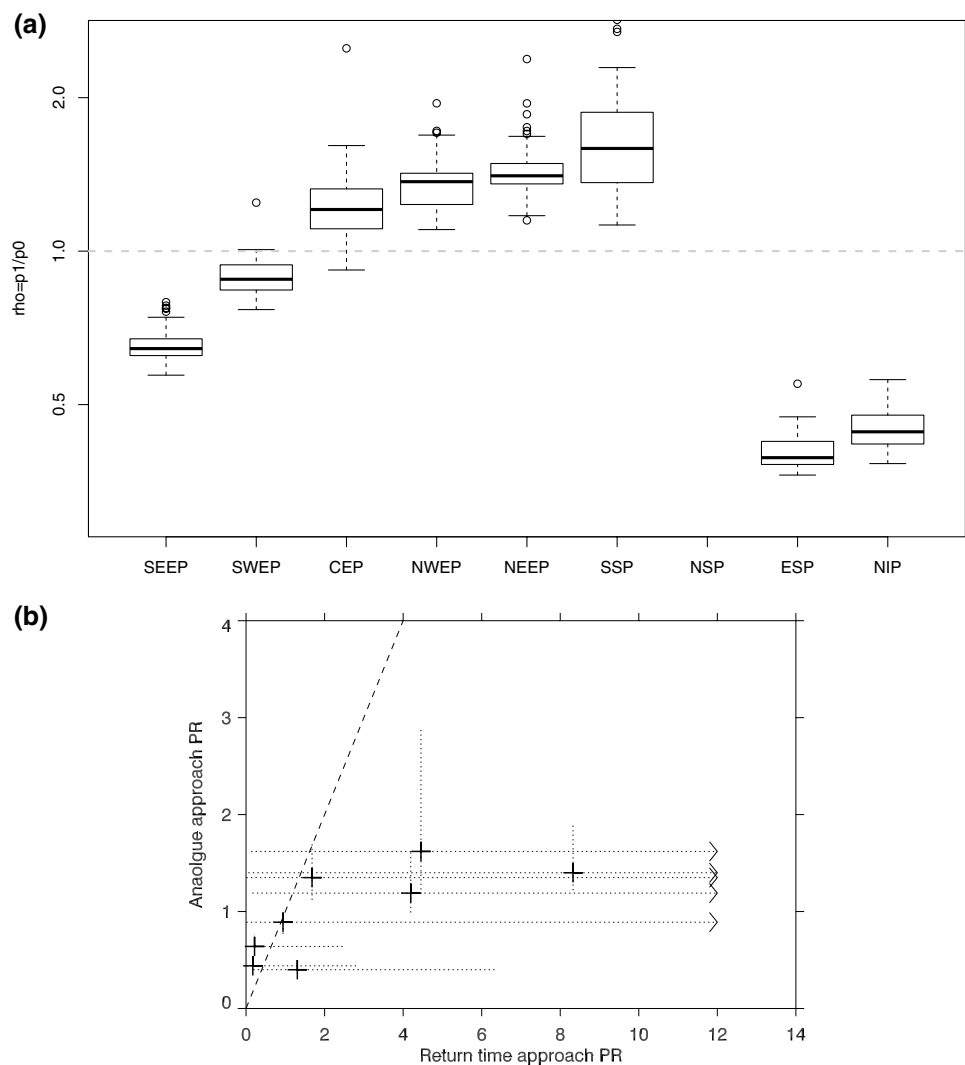 (a)
2.0
1.0
0.5
rho=p1/p0
SEEP SWEP CEP NWEP NEEP SSP NSP ESP NIP
(b)
4
3
2
1
0
Anaolgue approach PR
0 2 4 6 8 10 12 14
Return time approach PR